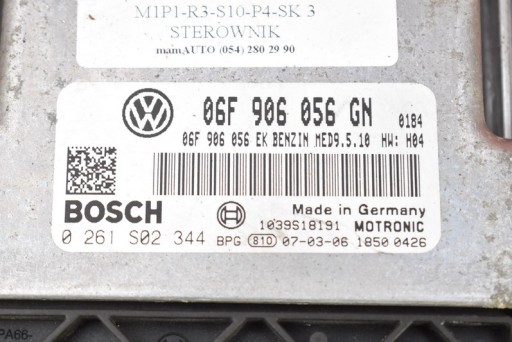 M1P1-R3-S10-P4-SK 3
STEROWNIK
mainAUTO (054) 280 29 90
06F 906 056 GN 0184
06F 906 056 EK BENZIN MED9.5.10 HW: H04
BOSCH Made in Germany
1039S18191 MOTRONIC
0 261 S02 344 BPG 810 07-03-06 1850 0426
PA66-